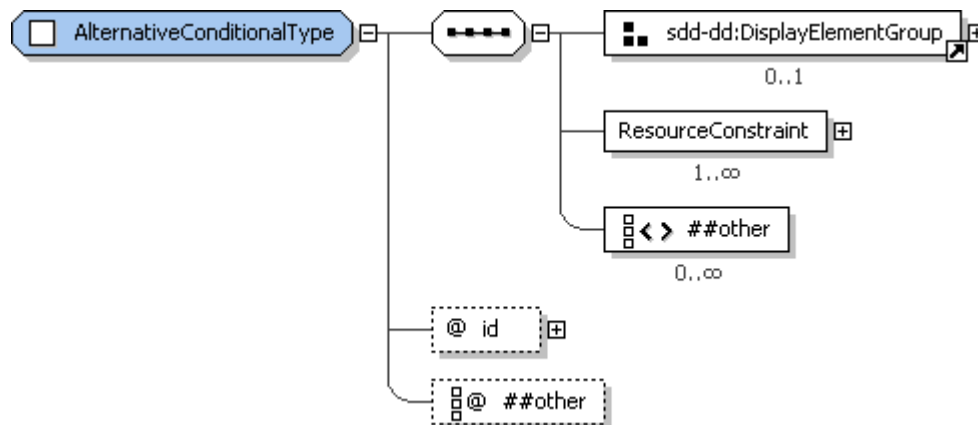 AlternativeConditionalType
sdd-dd:DisplayElementGroup
0..1
ResourceConstraint
1..∞
##other
0..∞
@ id
@ ##other